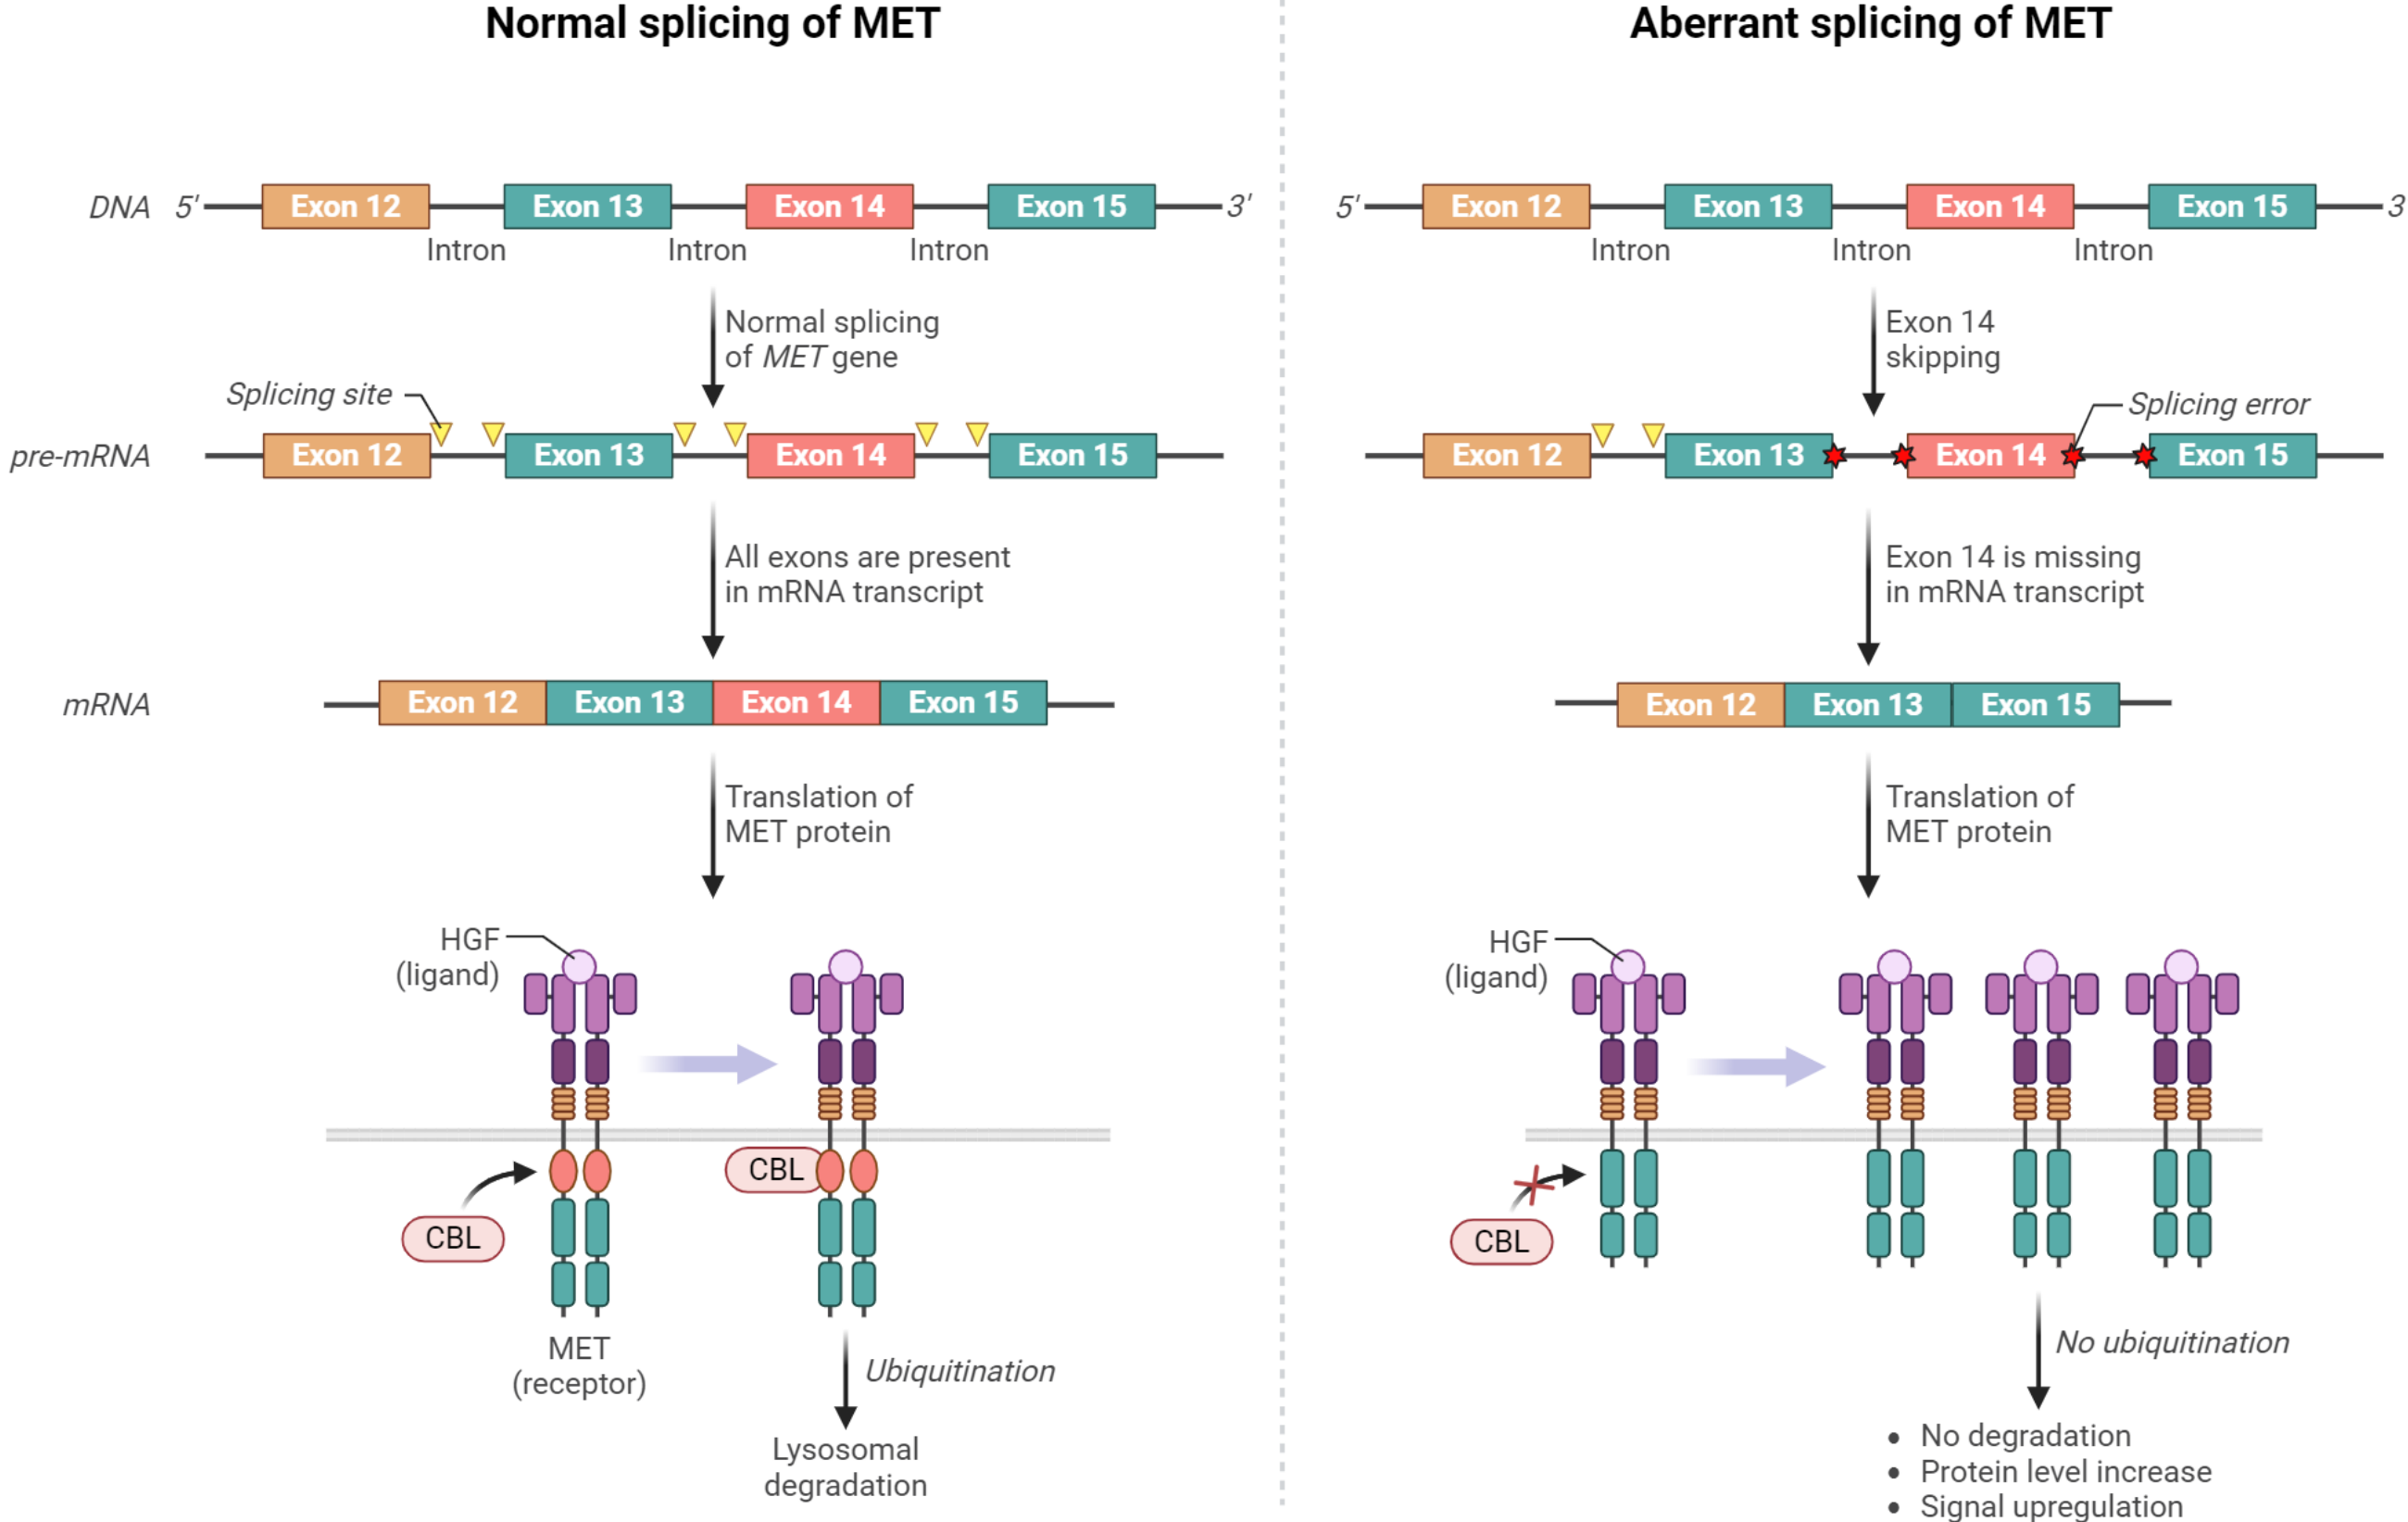 Normal splicing of MET
DNA 5' Exon 12 Exon 13 Exon 14 Exon 15 3'
Intron Intron Intron
Normal splicing
of MET gene
Splicing site
pre-mRNA Exon 12 Exon 13 Exon 14 Exon 15
All exons are present
in mRNA transcript
mRNA Exon 12 Exon 13 Exon 14 Exon 15
Translation of
MET protein
HGF
(ligand)
CBL
CBL
MET
(receptor)
Ubiquitination
Lysosomal
degradation
Aberrant splicing of MET
5' Exon 12 Exon 13 Exon 14 Exon 15 3
Intron Intron Intron
Exon 14
skipping
Splicing error
Exon 12 Exon 13 Exon 14 Exon 15
Exon 14 is missing
in mRNA transcript
Exon 12 Exon 13 Exon 15
Translation of
MET protein
HGF
(ligand)
CBL
No ubiquitination
• No degradation
• Protein level increase
• Signal upregulation